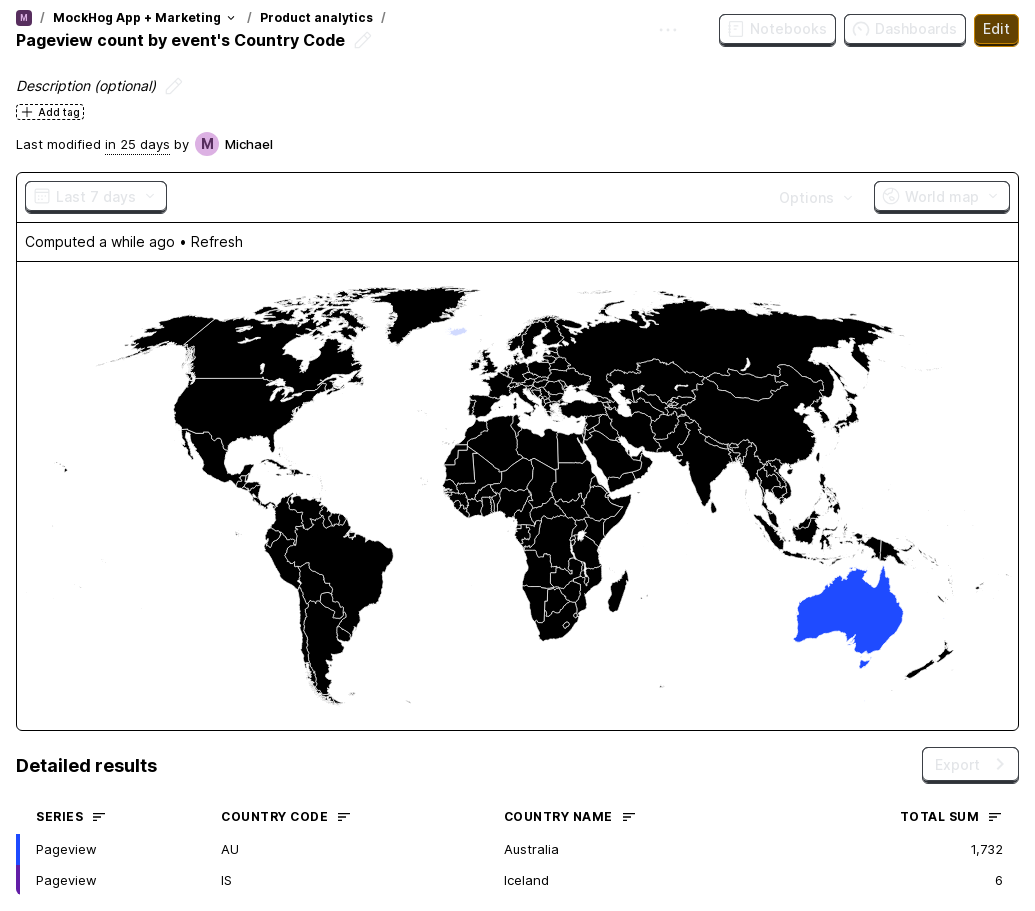 M / MockHog App + Marketing / Product analytics /
Pageview count by event's Country Code
Notebooks
Dashboards
Edit
Description (optional)
Add tag
Last modified in 25 days by M Michael
Last 7 days
Options
World map
Computed a while ago • Refresh
Detailed results
Export
SERIES COUNTRY CODE COUNTRY NAME TOTAL SUM
Pageview AU Australia 1,732
Pageview IS Iceland 6